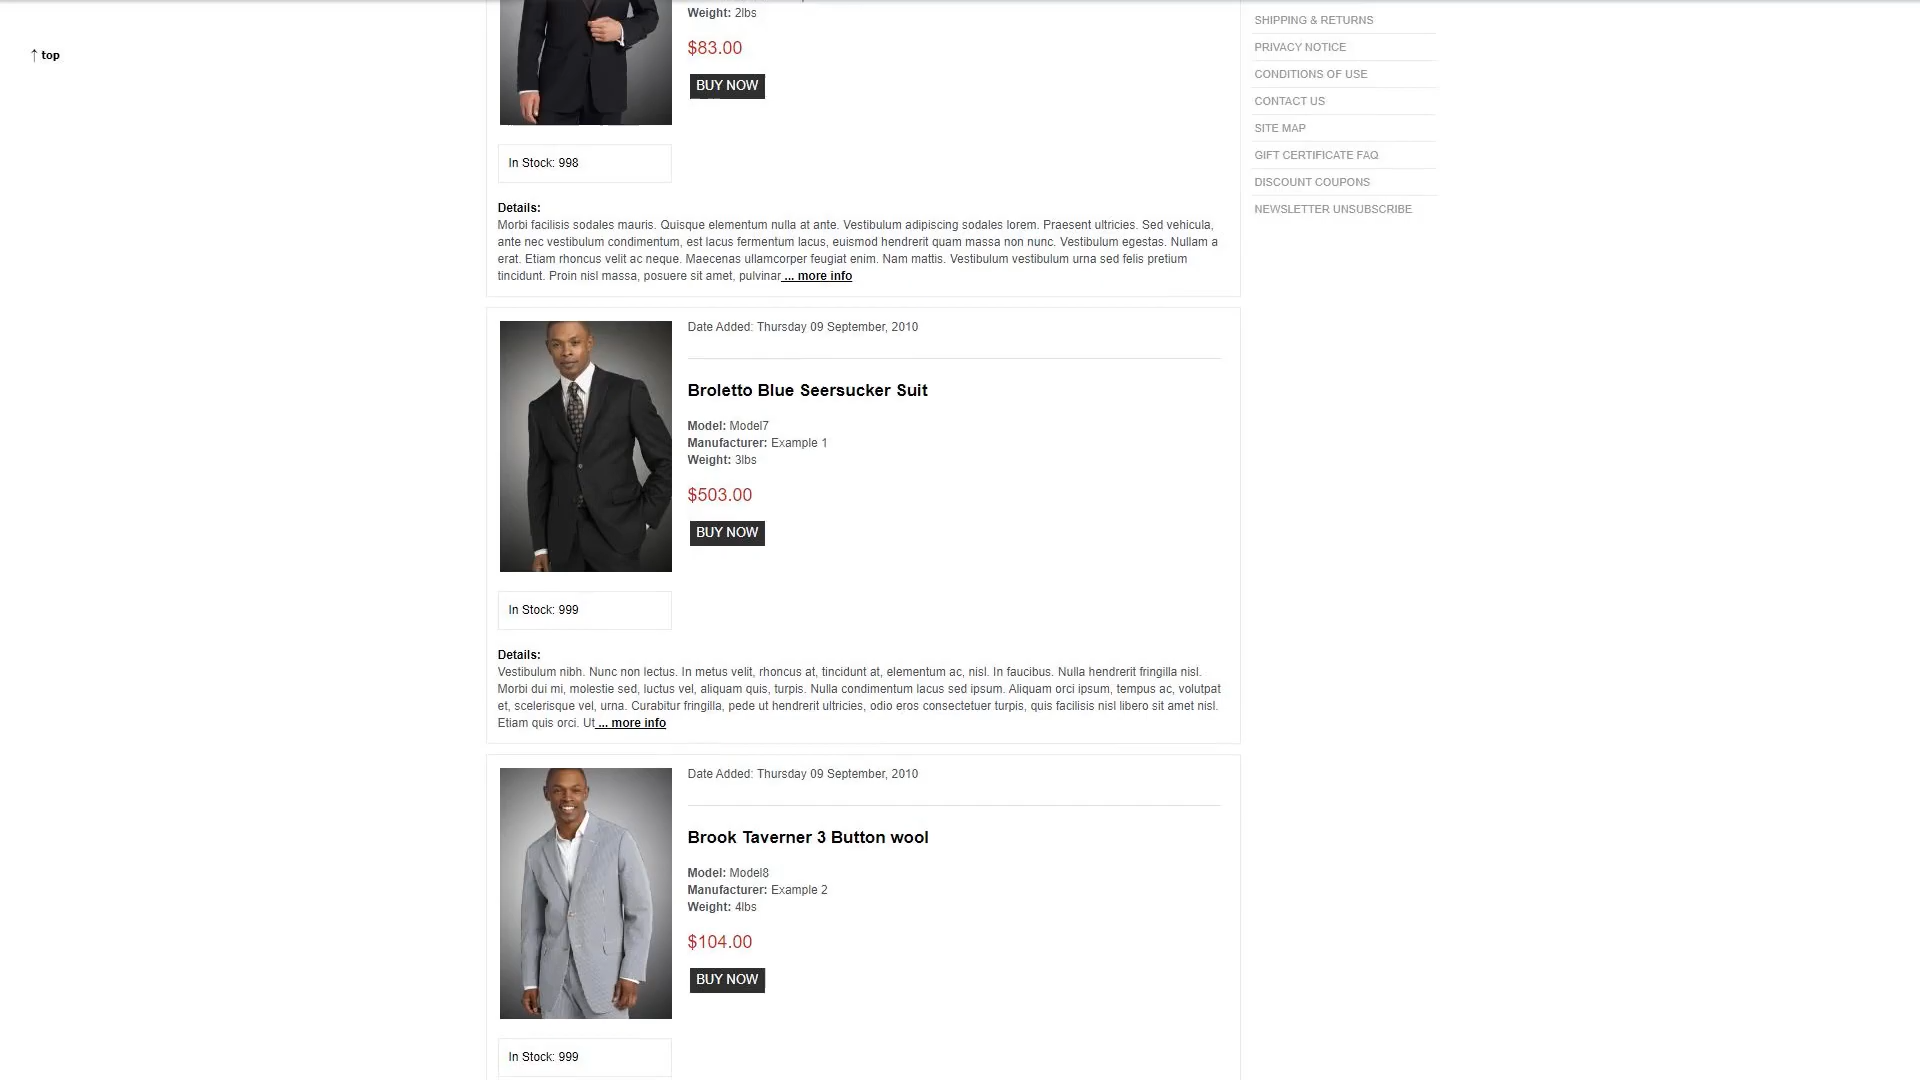 ↑ top
Weight: 2lbs
$83.00
BUY NOW
In Stock: 998
Details:
Morbi facilisis sodales mauris. Quisque elementum nulla at ante. Vestibulum adipiscing sodales lorem. Praesent ultricies. Sed vehicula,
ante nec vestibulum condimentum, est lacus fermentum lacus, euismod hendrerit quam massa non nunc. Vestibulum egestas. Nullam a
erat. Etiam rhoncus velit ac neque. Maecenas ullamcorper feugiat enim. Nam mattis. Vestibulum vestibulum urna sed felis pretium
tincidunt. Proin nisl massa, posuere sit amet, pulvinar ... more info
Date Added: Thursday 09 September, 2010
Broletto Blue Seersucker Suit
Model: Model7
Manufacturer: Example 1
Weight: 3lbs
$503.00
BUY NOW
In Stock: 999
Details:
Vestibulum nibh. Nunc non lectus. In metus velit, rhoncus at, tincidunt at, elementum ac, nisl. In faucibus. Nulla hendrerit fringilla nisl.
Morbi dui mi, molestie sed, luctus vel, aliquam quis, turpis. Nulla condimentum lacus sed ipsum. Aliquam orci ipsum, tempus ac, volutpat
et, scelerisque vel, urna. Curabitur fringilla, pede ut hendrerit ultricies, odio eros consectetuer turpis, quis facilisis nisl libero sit amet nisl.
Etiam quis orci. Ut ... more info
Date Added: Thursday 09 September, 2010
Brook Taverner 3 Button wool
Model: Model8
Manufacturer: Example 2
Weight: 4lbs
$104.00
BUY NOW
In Stock: 999
SHIPPING & RETURNS
PRIVACY NOTICE
CONDITIONS OF USE
CONTACT US
SITE MAP
GIFT CERTIFICATE FAQ
DISCOUNT COUPONS
NEWSLETTER UNSUBSCRIBE